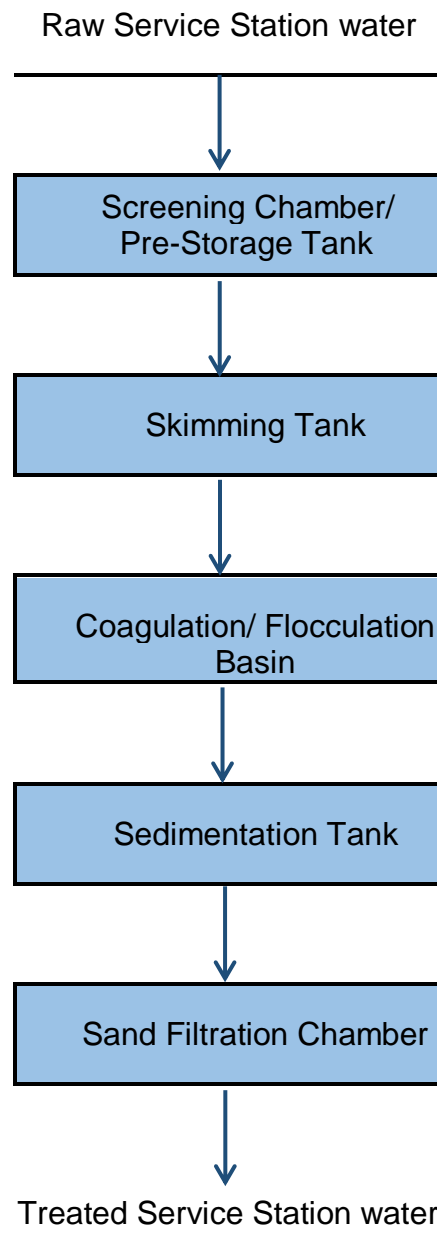 Raw Service Station water
Screening Chamber/
Pre-Storage Tank
Skimming Tank
Coagulation/ Flocculation
Basin
Sedimentation Tank
Sand Filtration Chamber
Treated Service Station water